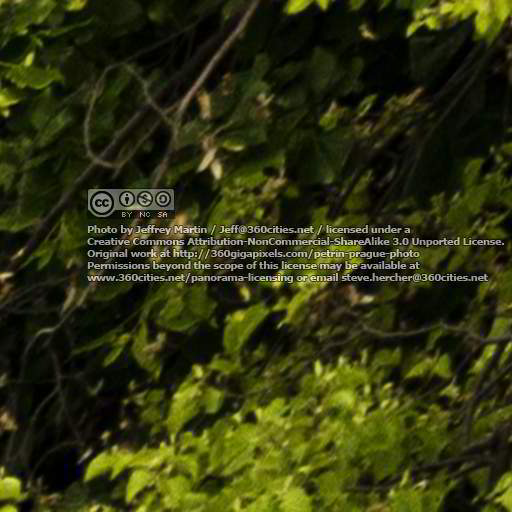 cc
BY NC SA
Photo by Jeffrey Martin / Jeff@360cities.net / licensed under a
Creative Commons Attribution-NonCommercial-ShareAlike 3.0 Unported License.
Original work at http://360gigapixels.com/petrin-prague-photo
Permissions beyond the scope of this license may be available at
www.360cities.net/panorama-licensing or email steve.hercher@360cities.net